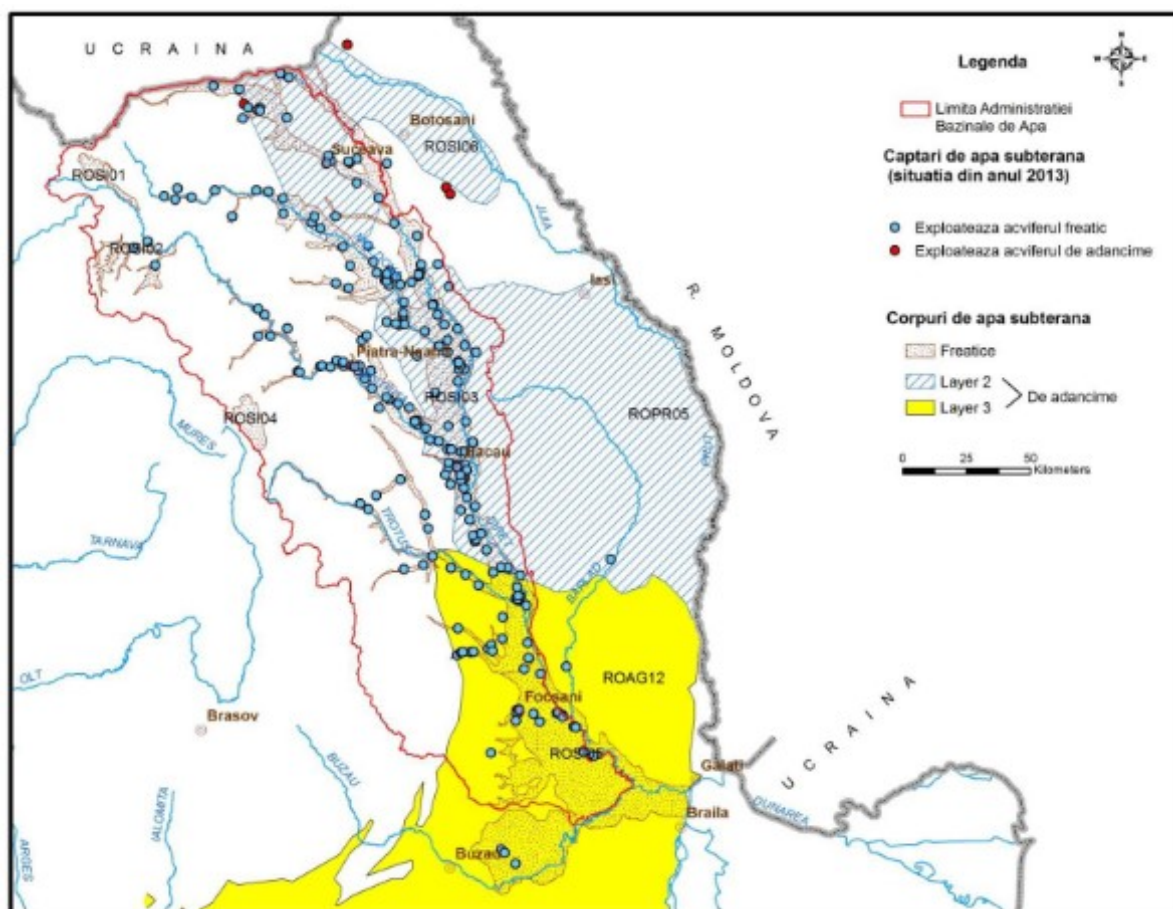 UCRAINA
Botosani
Suceava
ROSI06
ROSI01
ROSI02
JIJIA
Iasi
R. MOLDOVA
Piatra-Neamt
ROSI03
ROPR05
ROSI04
MURES
Bacau
PRUT
TROTUS
SIRET
TARNAVA
BARLAD
OLT
ROAG12
Brasov
Focsani
UCRAINA
BUZAU
Galati
DUNAREA
IALOMITA
Braila
ARGES
Buzau
Legenda
Limita Administratiei
Bazinale de Apa
Captari de apa subterana
(situatia din anul 2013)
Exploateaza acviferul freatic
Exploateaza acviferul de adancime
Corpuri de apa subterana
Freatice
Layer 2
De adancime
Layer 3
0 25 50
Kilometers